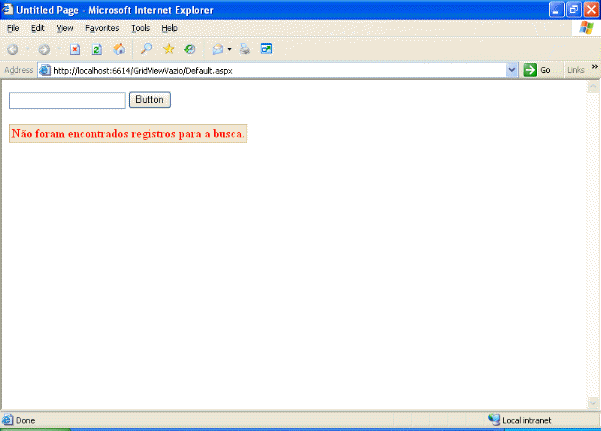 Untitled Page - Microsoft Internet Explorer
File Edit View Favorites Tools Help
Address http://localhost:6614/GridViewVazio/Default.aspx Go Links »
Button
Não foram encontrados registros para a busca.
Done Local intranet